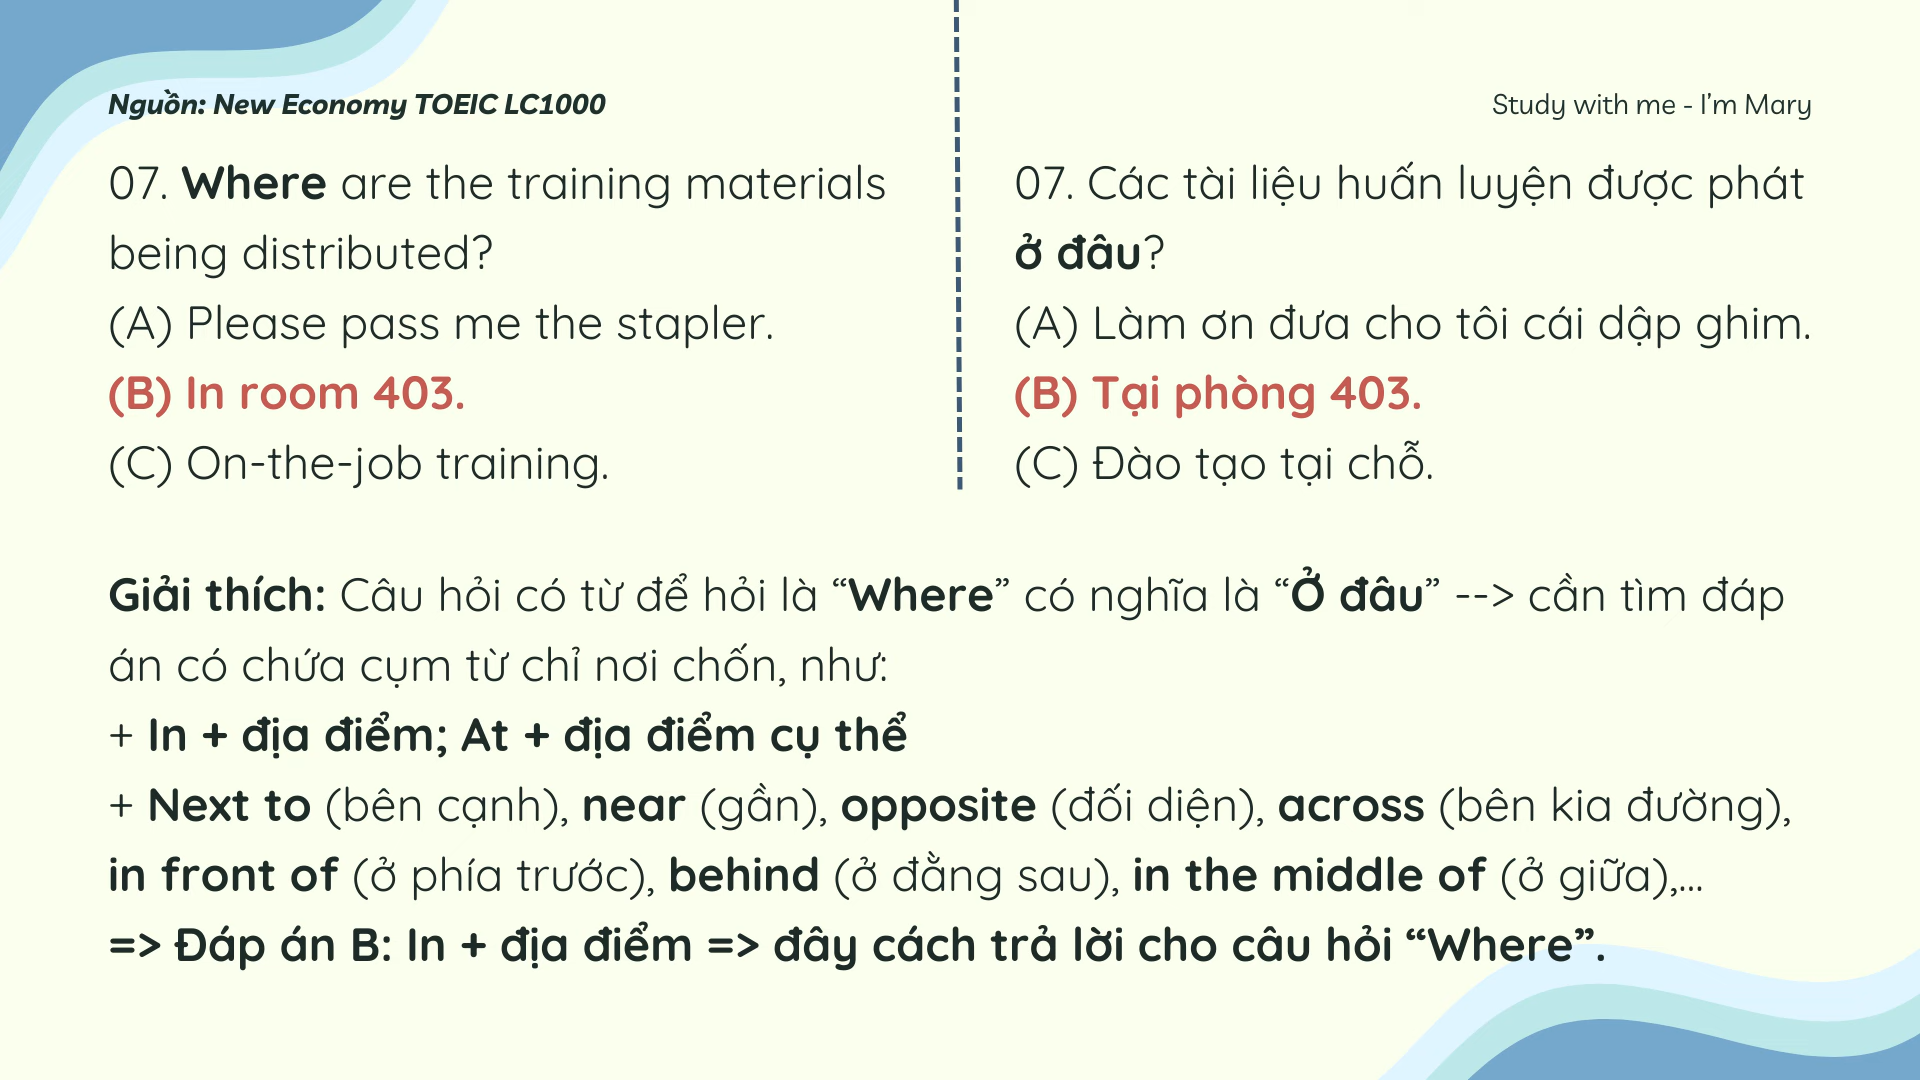 Nguồn: New Economy TOEIC LC1000
Study with me - I'm Mary
07. Where are the training materials
being distributed?
(A) Please pass me the stapler.
(B) In room 403.
(C) On-the-job training.
07. Các tài liệu huấn luyện được phát
ở đâu?
(A) Làm ơn đưa cho tôi cái dập ghim.
(B) Tại phòng 403.
(C) Đào tạo tại chỗ.
Giải thích: Câu hỏi có từ để hỏi là “Where” có nghĩa là “Ở đâu” --> cần tìm đáp
án có chứa cụm từ chỉ nơi chốn, như:
+ In + địa điểm; At + địa điểm cụ thể
+ Next to (bên cạnh), near (gần), opposite (đối diện), across (bên kia đường),
in front of (ở phía trước), behind (ở đằng sau), in the middle of (ở giữa),...
=> Đáp án B: In + địa điểm => đây cách trả lời cho câu hỏi “Where”.